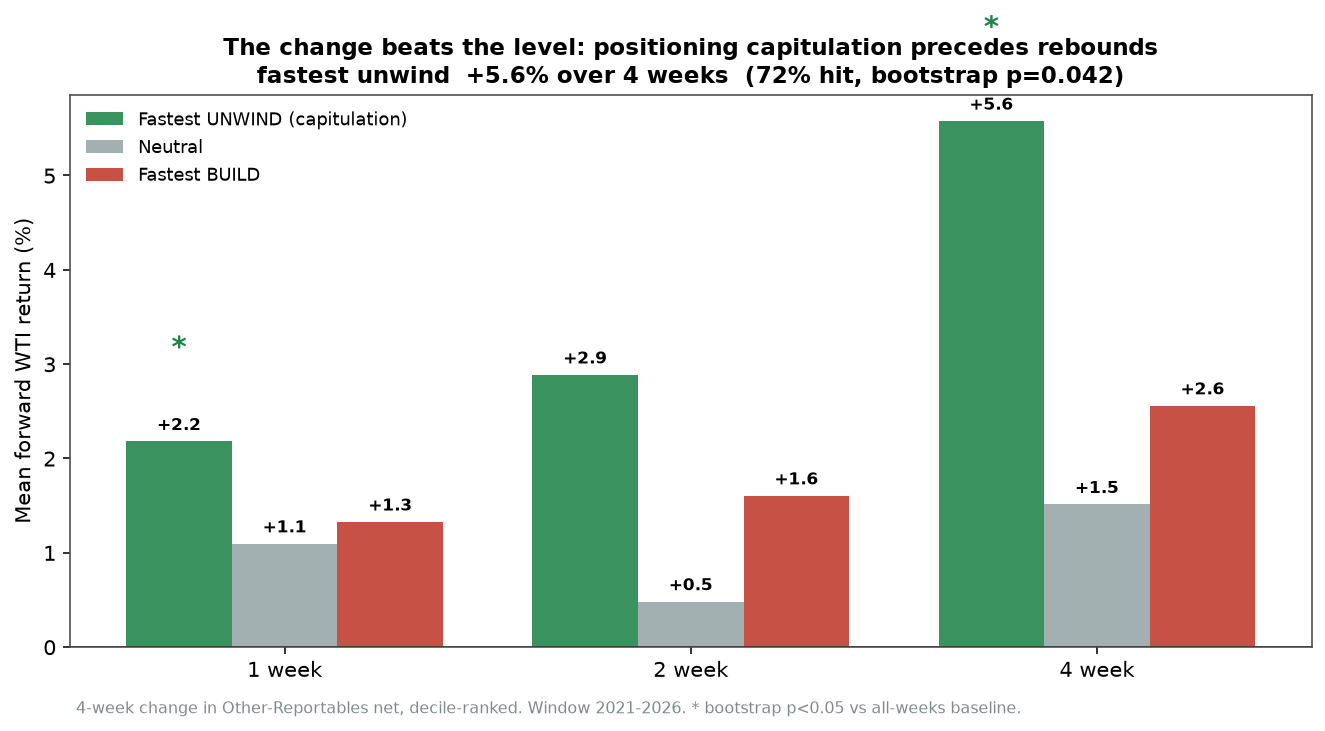 *
The change beats the level: positioning capitulation precedes rebounds
fastest unwind  +5.6% over 4 weeks  (72% hit, bootstrap p=0.042)
Fastest UNWIND (capitulation)
Neutral
Fastest BUILD
Mean forward WTI return (%)
5
4
3
2
1
0
*
+2.2
+1.1
+1.3
+2.9
+0.5
+1.6
+5.6
+1.5
+2.6
1 week
2 week
4 week
4-week change in Other-Reportables net, decile-ranked. Window 2021-2026. * bootstrap p<0.05 vs all-weeks baseline.